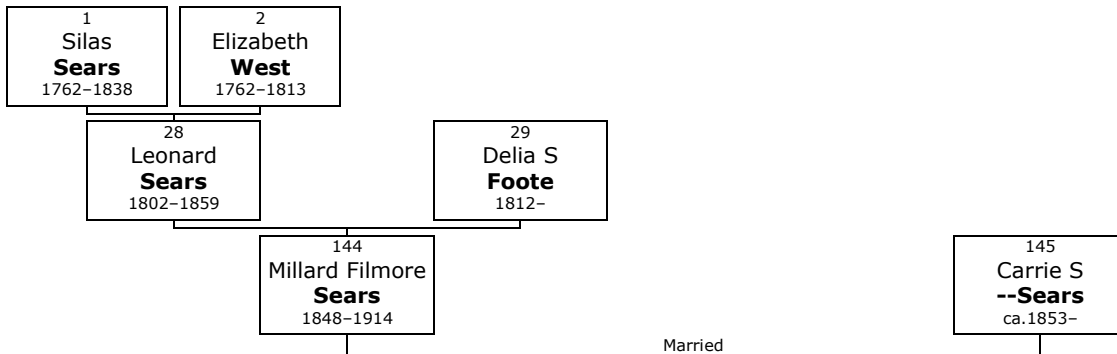 1
Silas
Sears
1762–1838
2
Elizabeth
West
1762–1813
28
Leonard
Sears
1802–1859
29
Delia S
Foote
1812–
144
Millard Filmore
Sears
1848–1914
145
Carrie S
--Sears
ca.1853–
Married